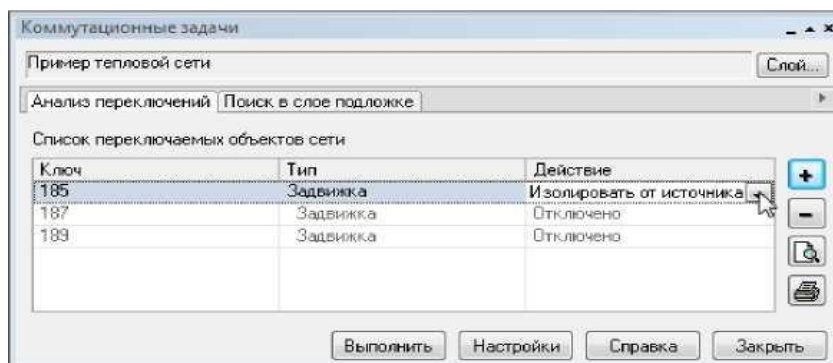 Коммутационные задачи
Пример тепловой сети Слой...
Анализ переключений Поиск в слое подложке
Список переключаемых объектов сети
Ключ Тип Действие
185 Задвижка Изолировать от источника
187 Задвижка Отключено
189 Задвижка Отключено
Выполнить Настройки Справка Закрыть